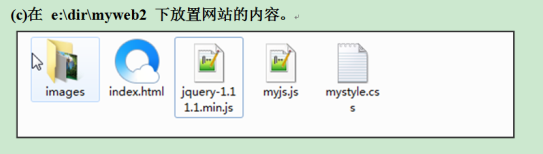 (c)在 e:\dir\myweb2 下放置网站的内容。
images
index.html
jquery-1.1
1.1.min.js
myjs.js
mystyle.cs
s